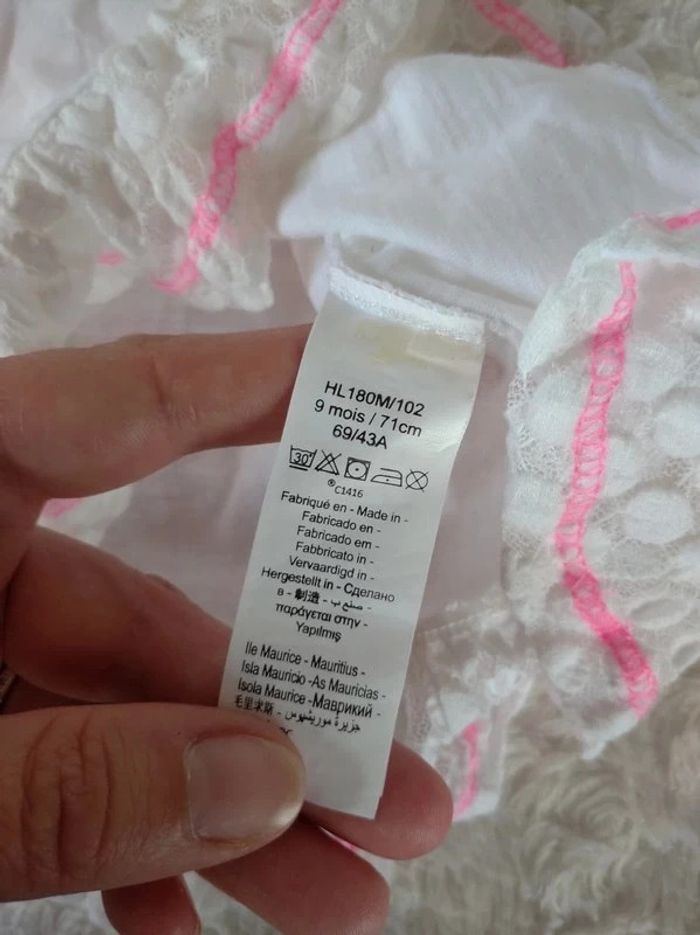 HL180M/102
9 mois / 71cm
69/43A
30
®C1416
Fabriqué en - Made in -
Fabricado en -
Fabricado em -
Fabbricato in -
Vervaardigd in -
Hergestellt in - Сделано
в - 制造 - صنع ب -
παράγεται στην -
Yapılmış
Ile Maurice - Mauritius -
Isla Mauricio -As Mauricias -
Isola Maurice -Маврикий -
毛里求斯 - جزيرة موريشيوس -